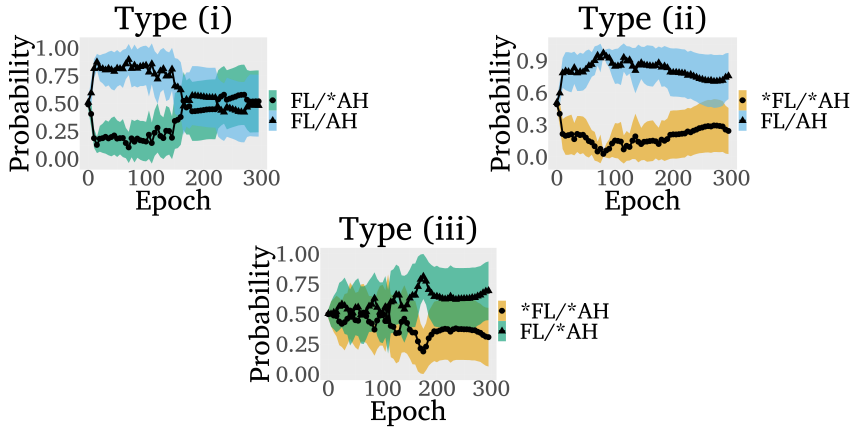 Type (i)
Probability
1.00
0.75
0.50
0.25
0.00
0 100 200 300
Epoch
FL/*AH
FL/AH
Type (ii)
Probability
0.9
0.6
0.3
0.0
0 100 200 300
Epoch
*FL/*AH
FL/AH
Type (iii)
Probability
1.00
0.75
0.50
0.25
0.00
0 100 200 300
Epoch
*FL/*AH
FL/*AH